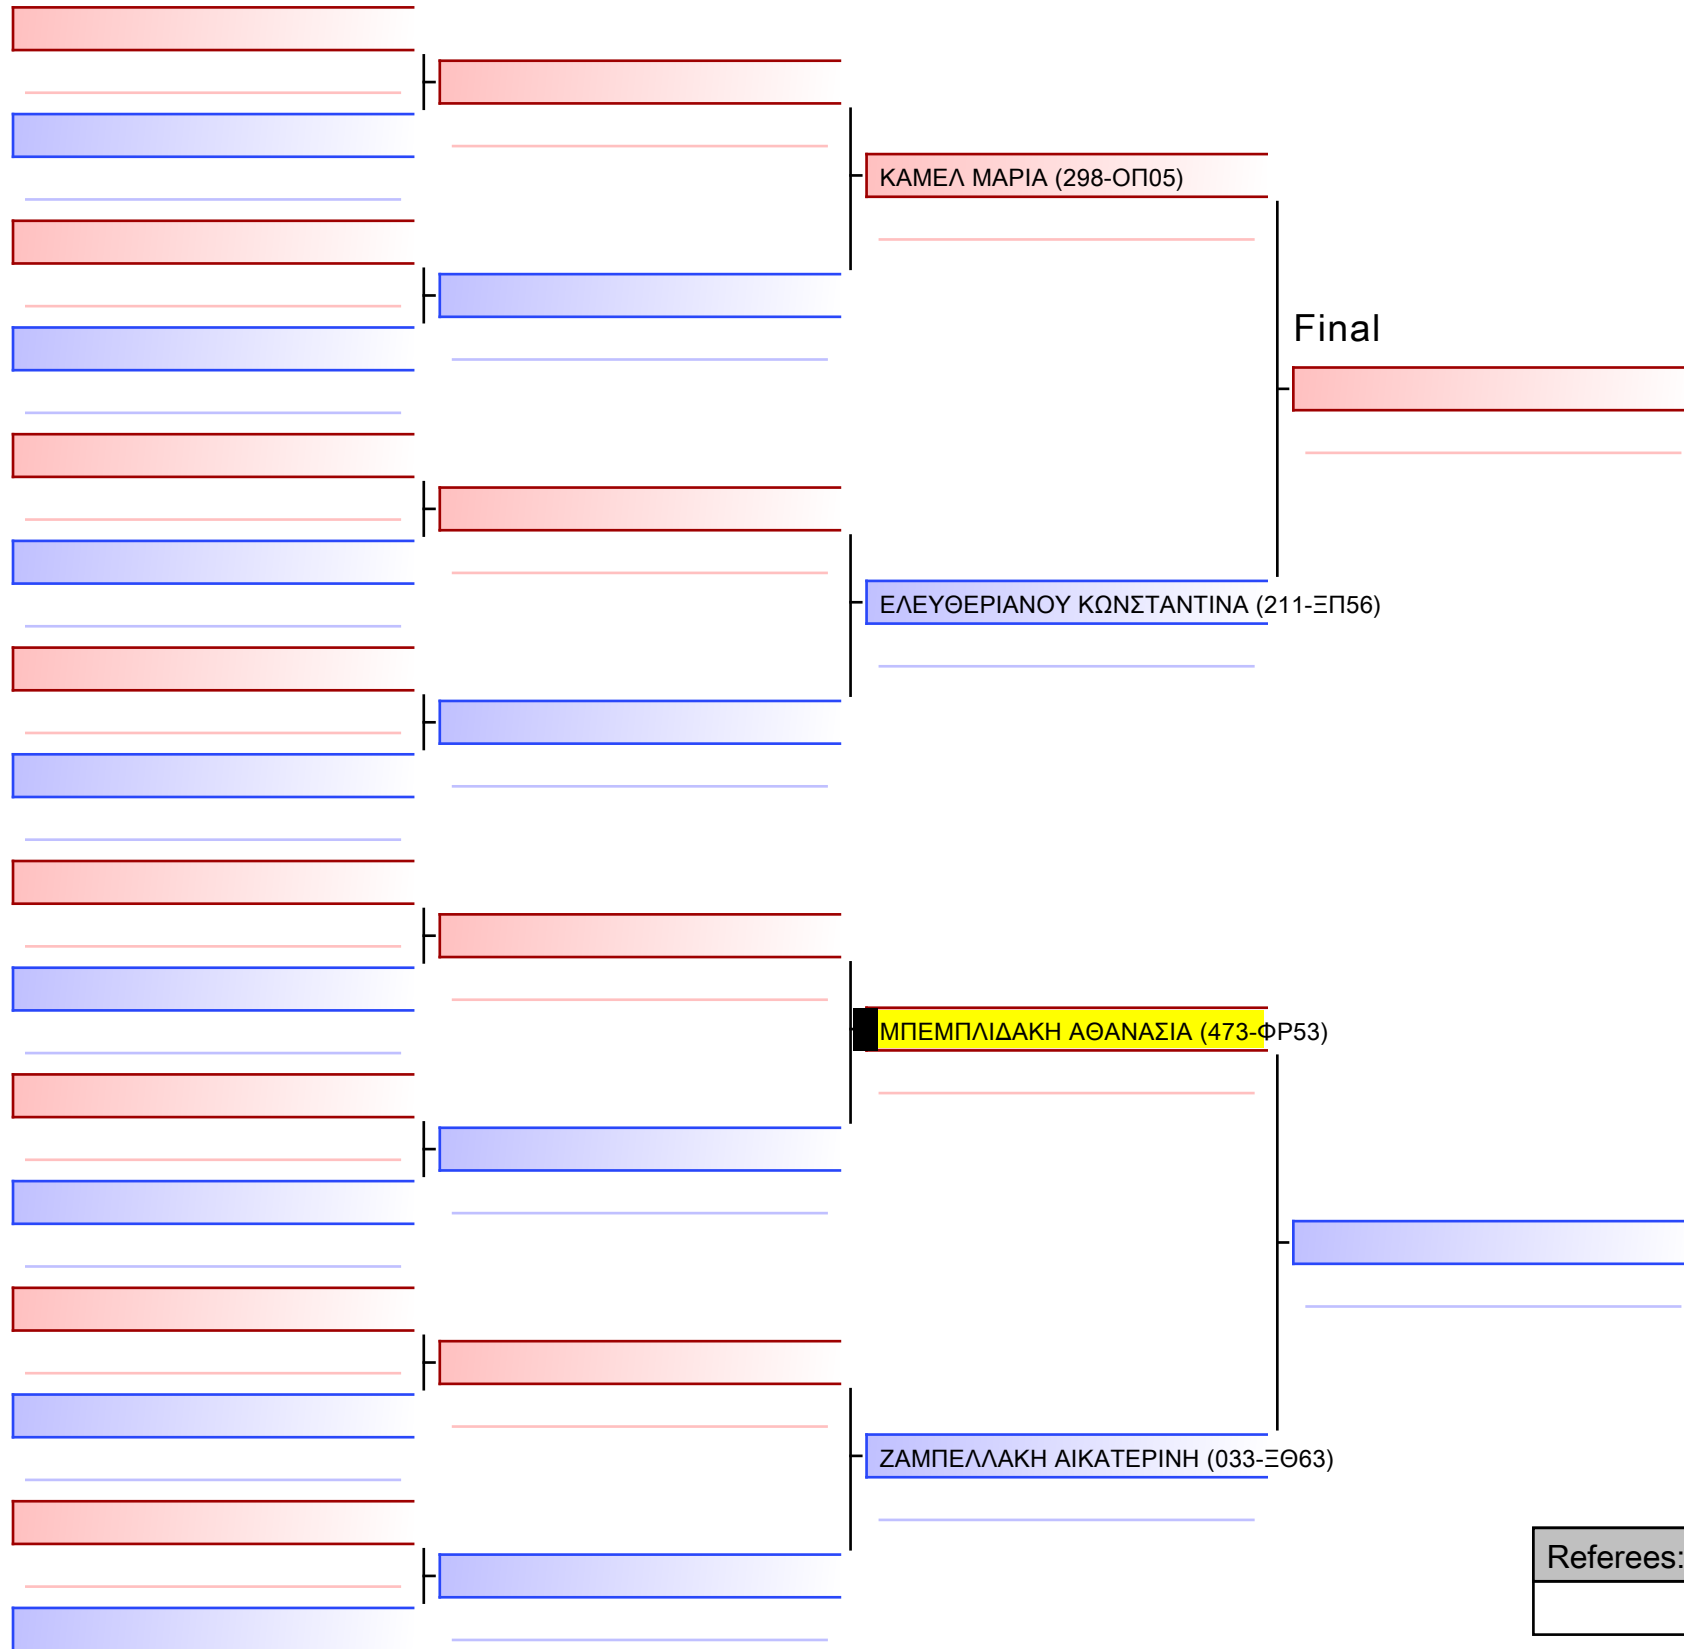 ΚΑΜΕΛ ΜΑΡΙΑ (298-ΟΠ05)
Final
ΕΛΕΥΘΕΡΙΑΝΟΥ ΚΩΝΣΤΑΝΤΙΝΑ (211-ΞΠ56)
ΜΠΕΜΠΛΙΔΑΚΗ ΑΘΑΝΑΣΙΑ (473-ΦΡ53)
ΖΑΜΠΕΛΛΑΚΗ ΑΙΚΑΤΕΡΙΝΗ (033-ΞΘ63)
Referees: